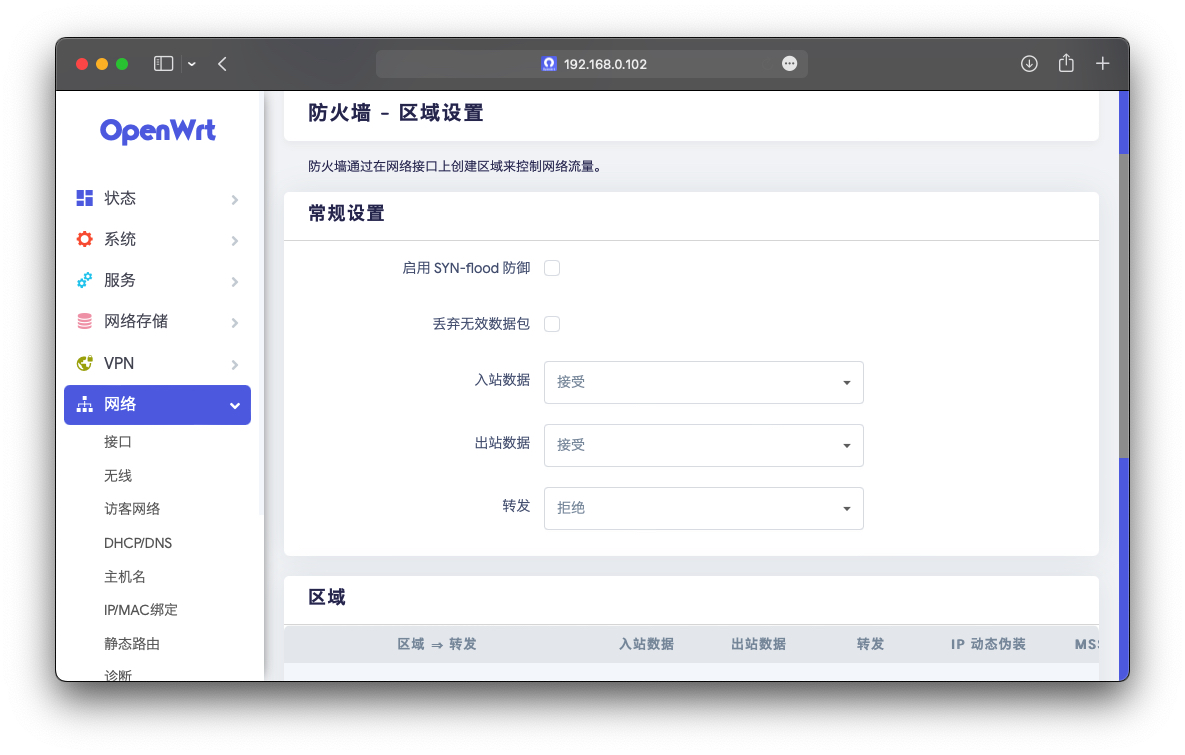 192.168.0.102
OpenWrt
状态
系统
服务
网络存储
VPN
网络
接口
无线
访客网络
DHCP/DNS
主机名
IP/MAC绑定
静态路由
诊断
防火墙 - 区域设置
防火墙通过在网络接口上创建区域来控制网络流量。
常规设置
启用 SYN-flood 防御
丢弃无效数据包
入站数据 接受
出站数据 接受
转发 拒绝
区域
区域 ⇒ 转发 入站数据 出站数据 转发 IP 动态伪装